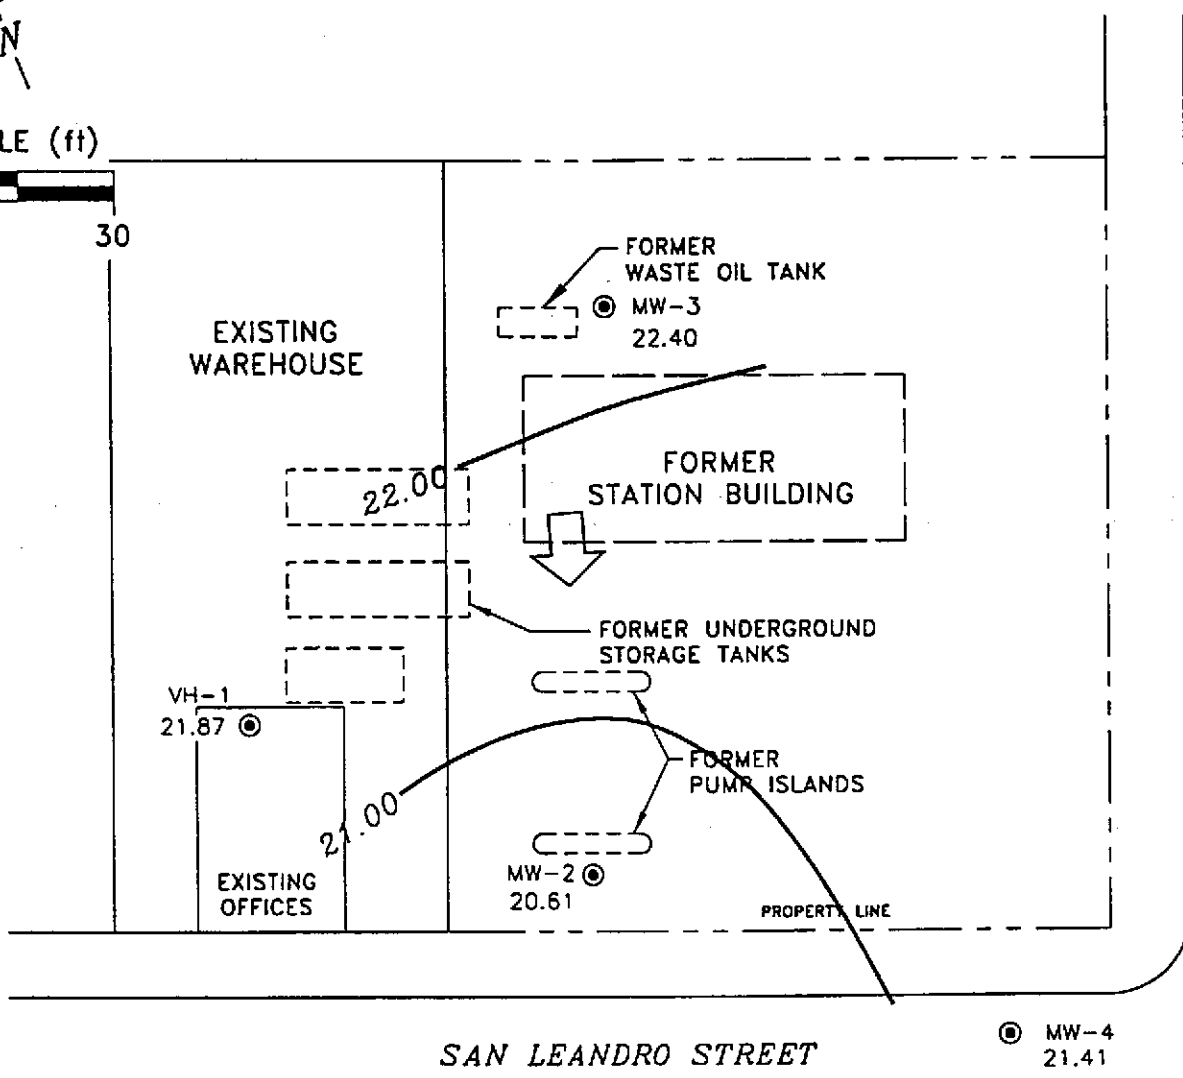 N
LE (ft)
30
FORMER
WASTE OIL TANK
MW-3
22.40
EXISTING
WAREHOUSE
22.00
FORMER
STATION BUILDING
FORMER UNDERGROUND
STORAGE TANKS
VH-1
21.87
FORMER
PUMP ISLANDS
21.00
MW-2
20.61
EXISTING
OFFICES
PROPERTY LINE
SAN LEANDRO STREET
MW-4
21.41